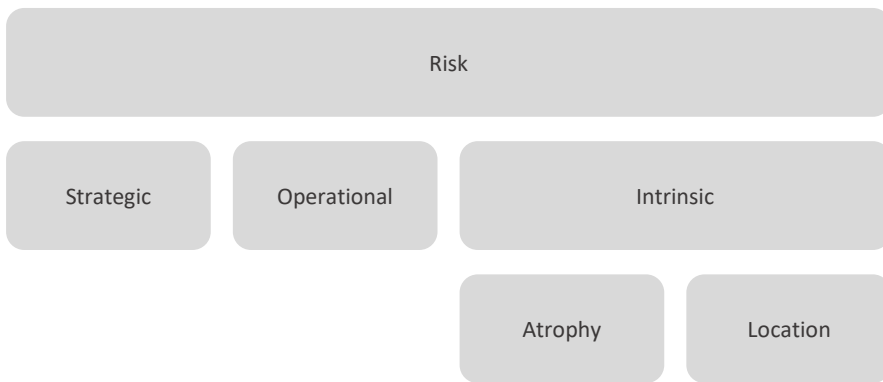 Risk
Strategic
Operational
Intrinsic
Atrophy
Location